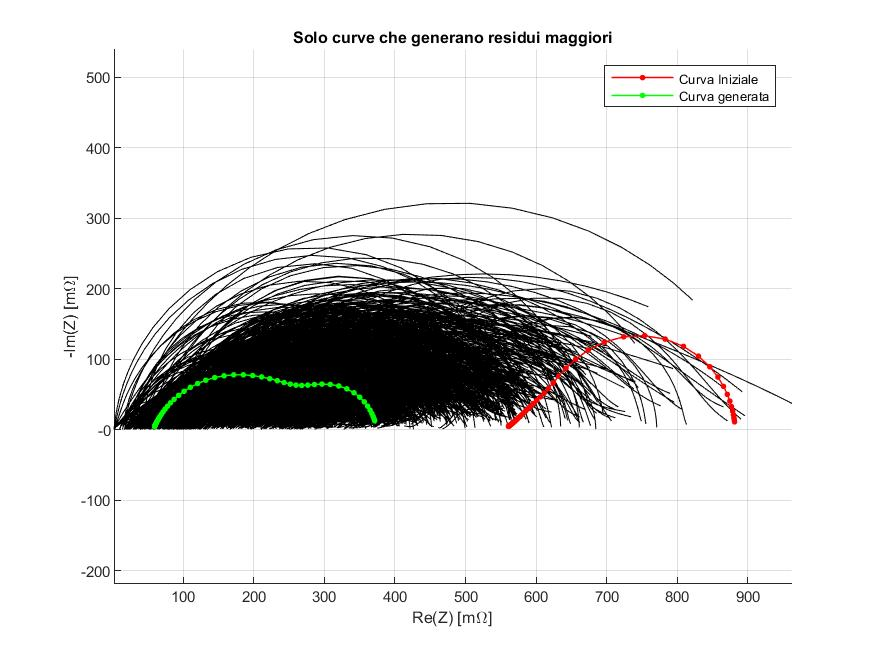 Solo curve che generano residui maggiori
Curva Iniziale
Curva generata
-Im(Z) [mΩ]
500
400
300
200
100
-0
-100
-200
100 200 300 400 500 600 700 800 900
Re(Z) [mΩ]